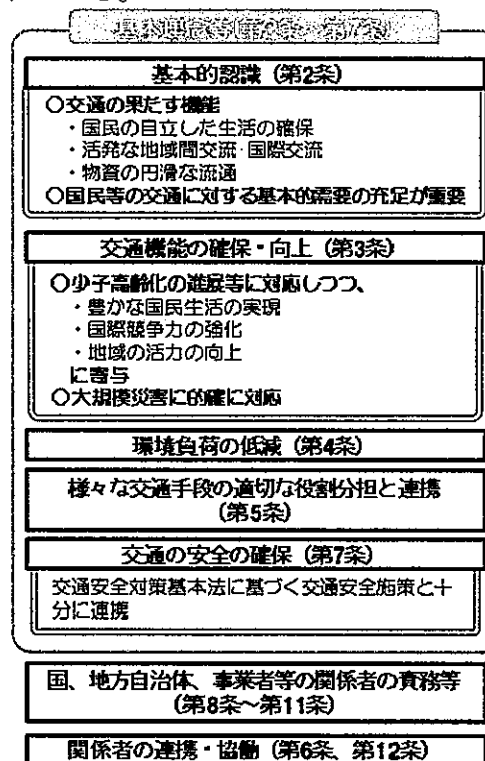 基本理念等(第2条～第7条)
基本的認識(第2条)
○交通の果たす機能
・国民の自立した生活の確保
・活発な地域間交流・国際交流
・物資の円滑な流通
○国民等の交通に対する基本的需要の充足が重要
交通機能の確保・向上(第3条)
○少子高齢化の進展等に対応しつつ、
・豊かな国民生活の実現
・国際競争力の強化
・地域の活力の向上
に寄与
○大規模災害に的確に対応
環境負荷の低減(第4条)
様々な交通手段の適切な役割分担と連携
(第5条)
交通の安全の確保(第7条)
交通安全対策基本法に基づく交通安全施策と十
分に連携
国、地方自治体、事業者等の関係者の責務等
(第8条～第11条)
関係者の連携・協働(第6条、第12条)